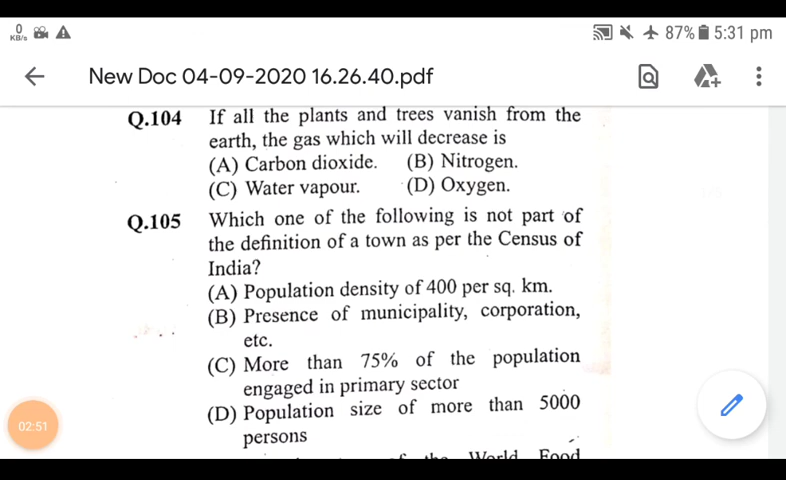 0
KB/s
87% 5:31 pm
New Doc 04-09-2020 16.26.40.pdf
Q.104 If all the plants and trees vanish from the
earth, the gas which will decrease is
(A) Carbon dioxide. (B) Nitrogen.
(C) Water vapour. (D) Oxygen.
Q.105 Which one of the following is not part of
the definition of a town as per the Census of
India?
(A) Population density of 400 per sq. km.
(B) Presence of municipality, corporation,
etc.
(C) More than 75% of the population
engaged in primary sector
(D) Population size of more than 5000
persons
02:51
of the World Food